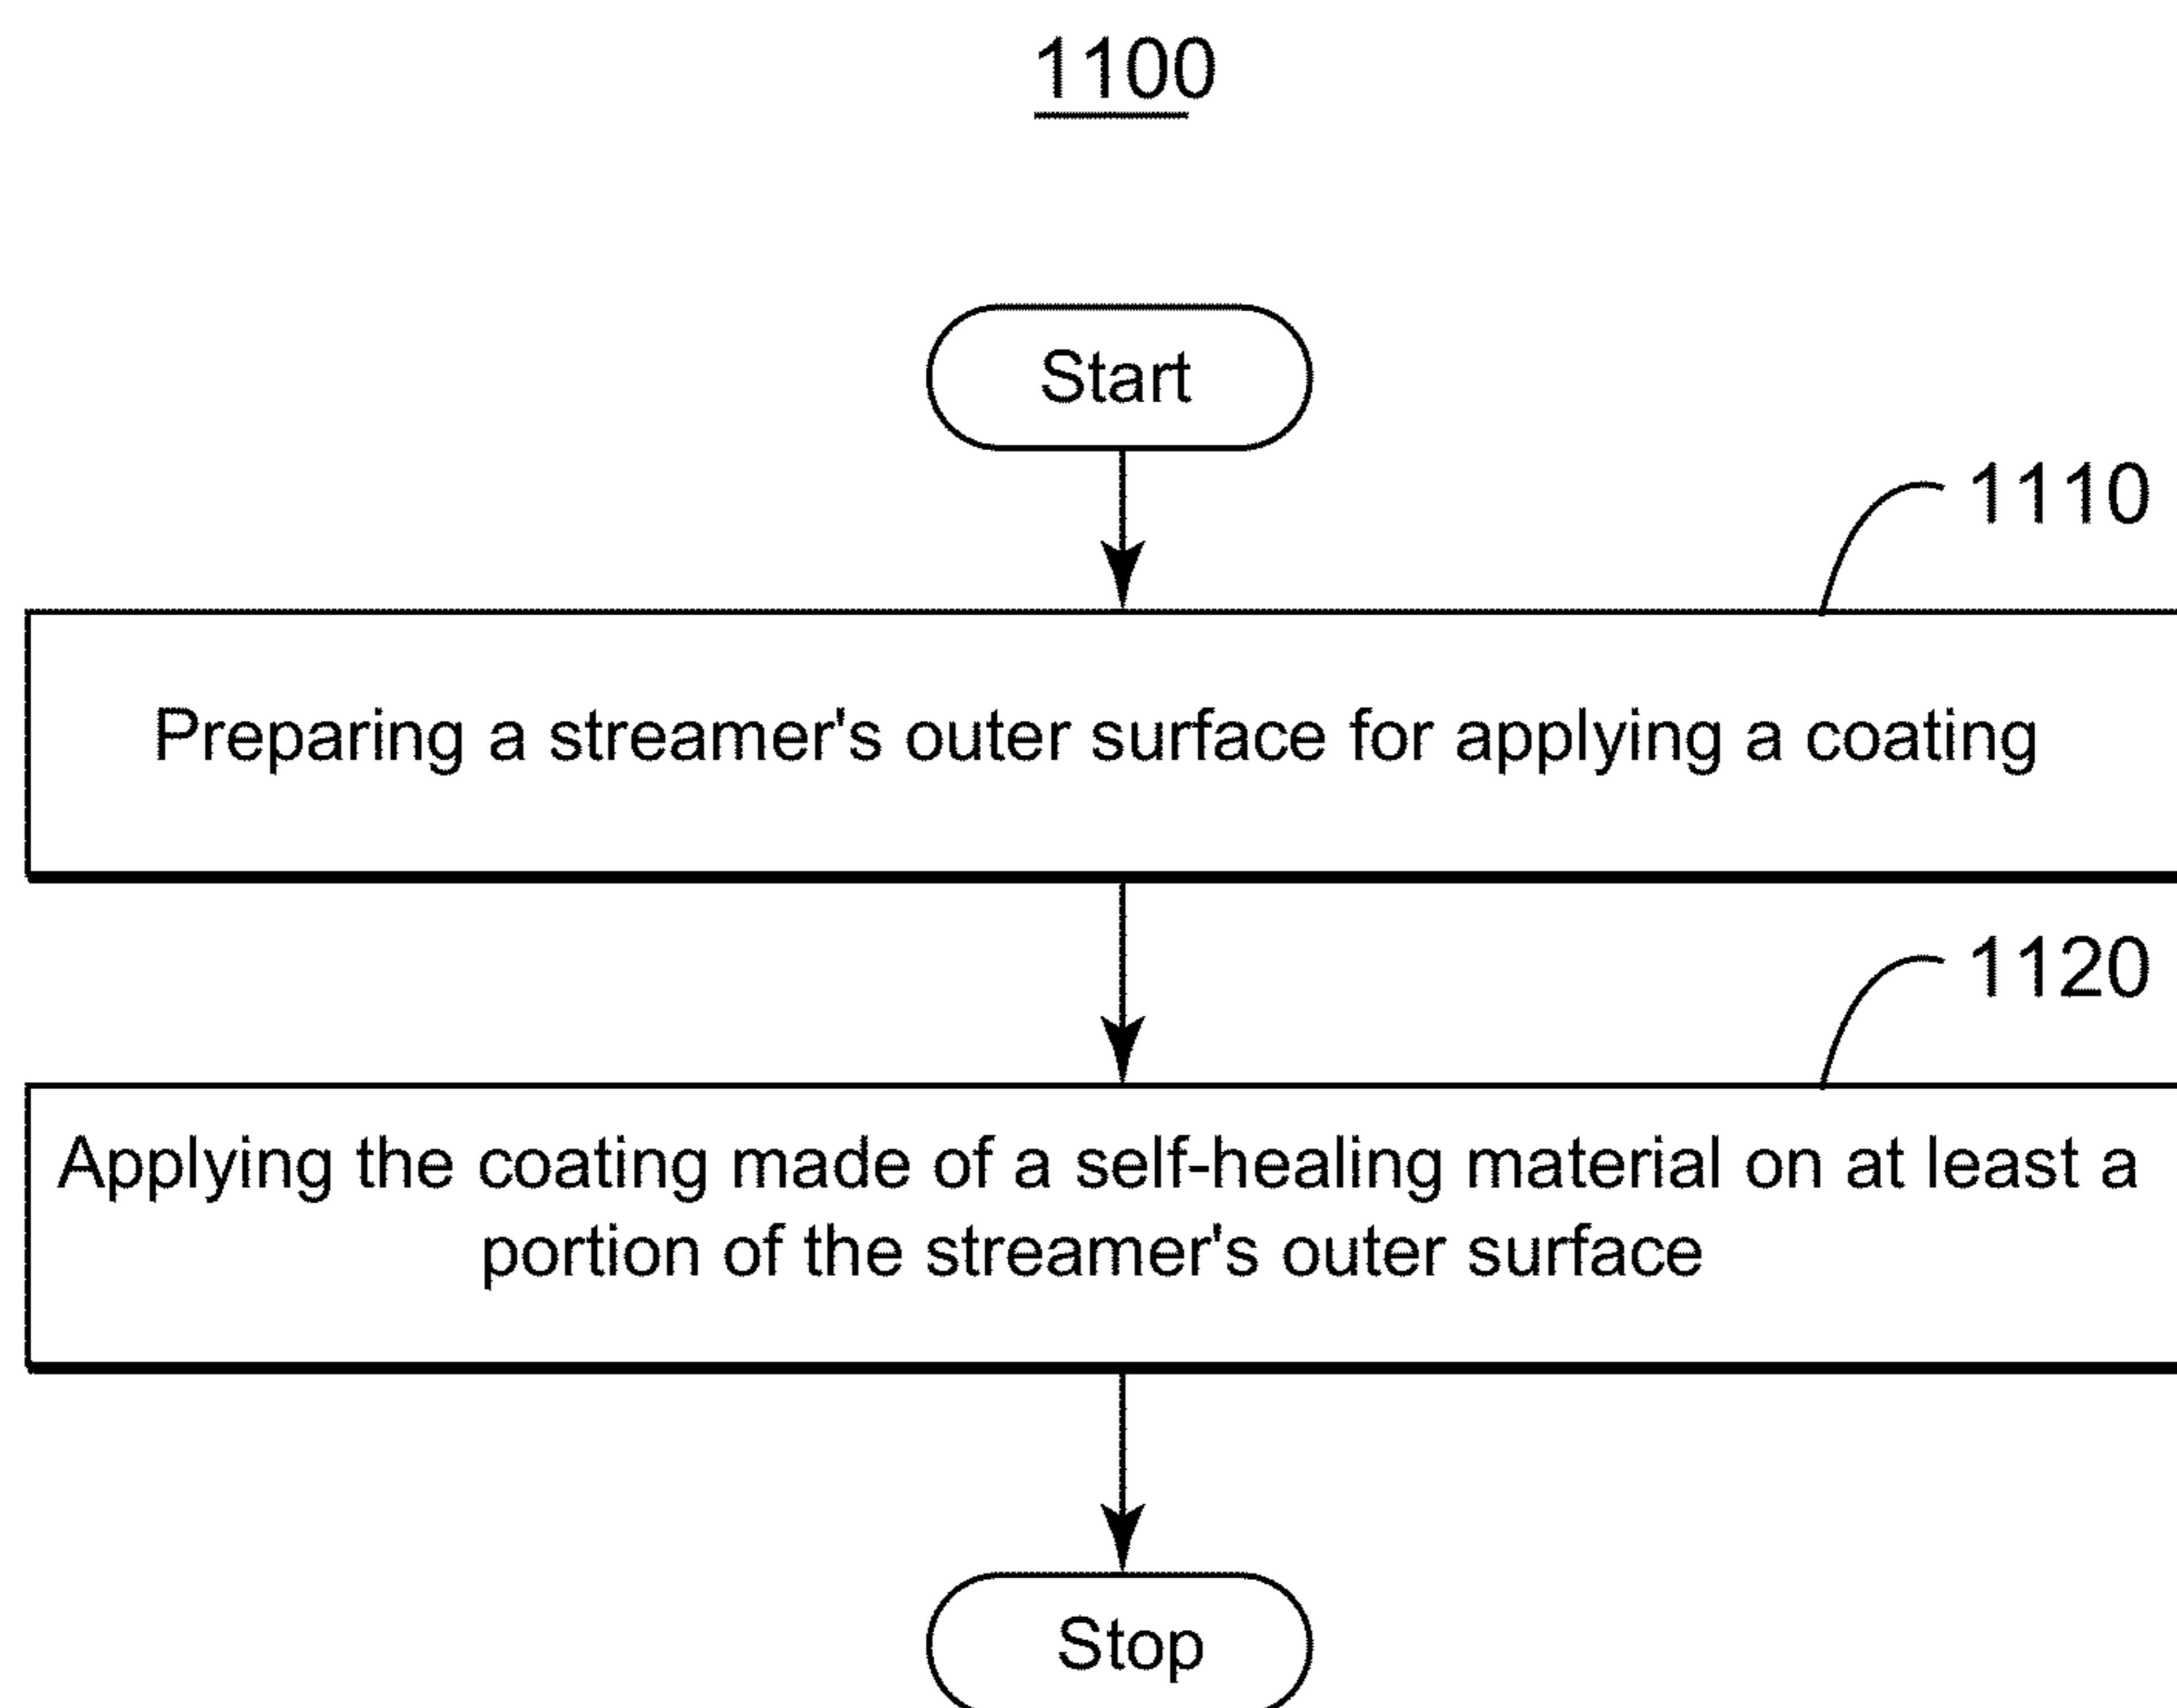 1100
Start
1110
Preparing a streamer's outer surface for applying a coating
1120
Applying the coating made of a self-healing material on at least a
portion of the streamer's outer surface
Stop